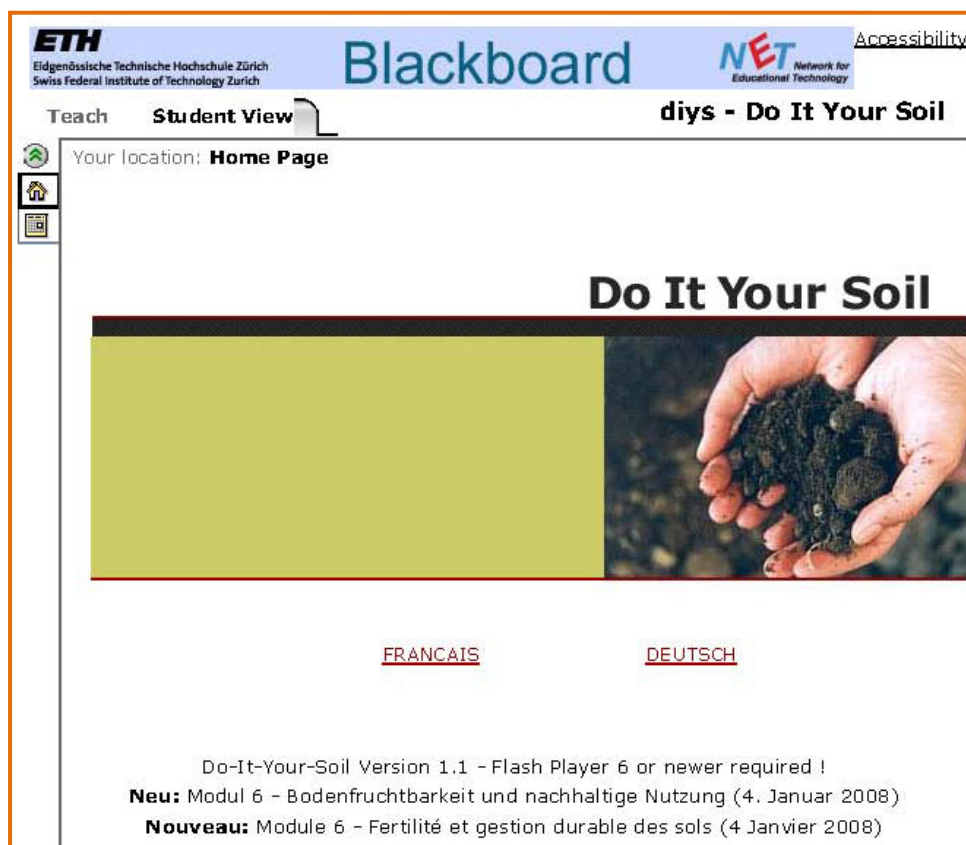 ETH
Eidgenössische Technische Hochschule Zürich
Swiss Federal Institute of Technology Zurich
Blackboard
NET Network for
Educational Technology
Accessibility
Teach Student View
diys - Do It Your Soil
Your location: Home Page
Do It Your Soil
FRANCAIS DEUTSCH
Do-It-Your-Soil Version 1.1 - Flash Player 6 or newer required !
Neu: Modul 6 - Bodenfruchtbarkeit und nachhaltige Nutzung (4. Januar 2008)
Nouveau: Module 6 - Fertilité et gestion durable des sols (4 Janvier 2008)